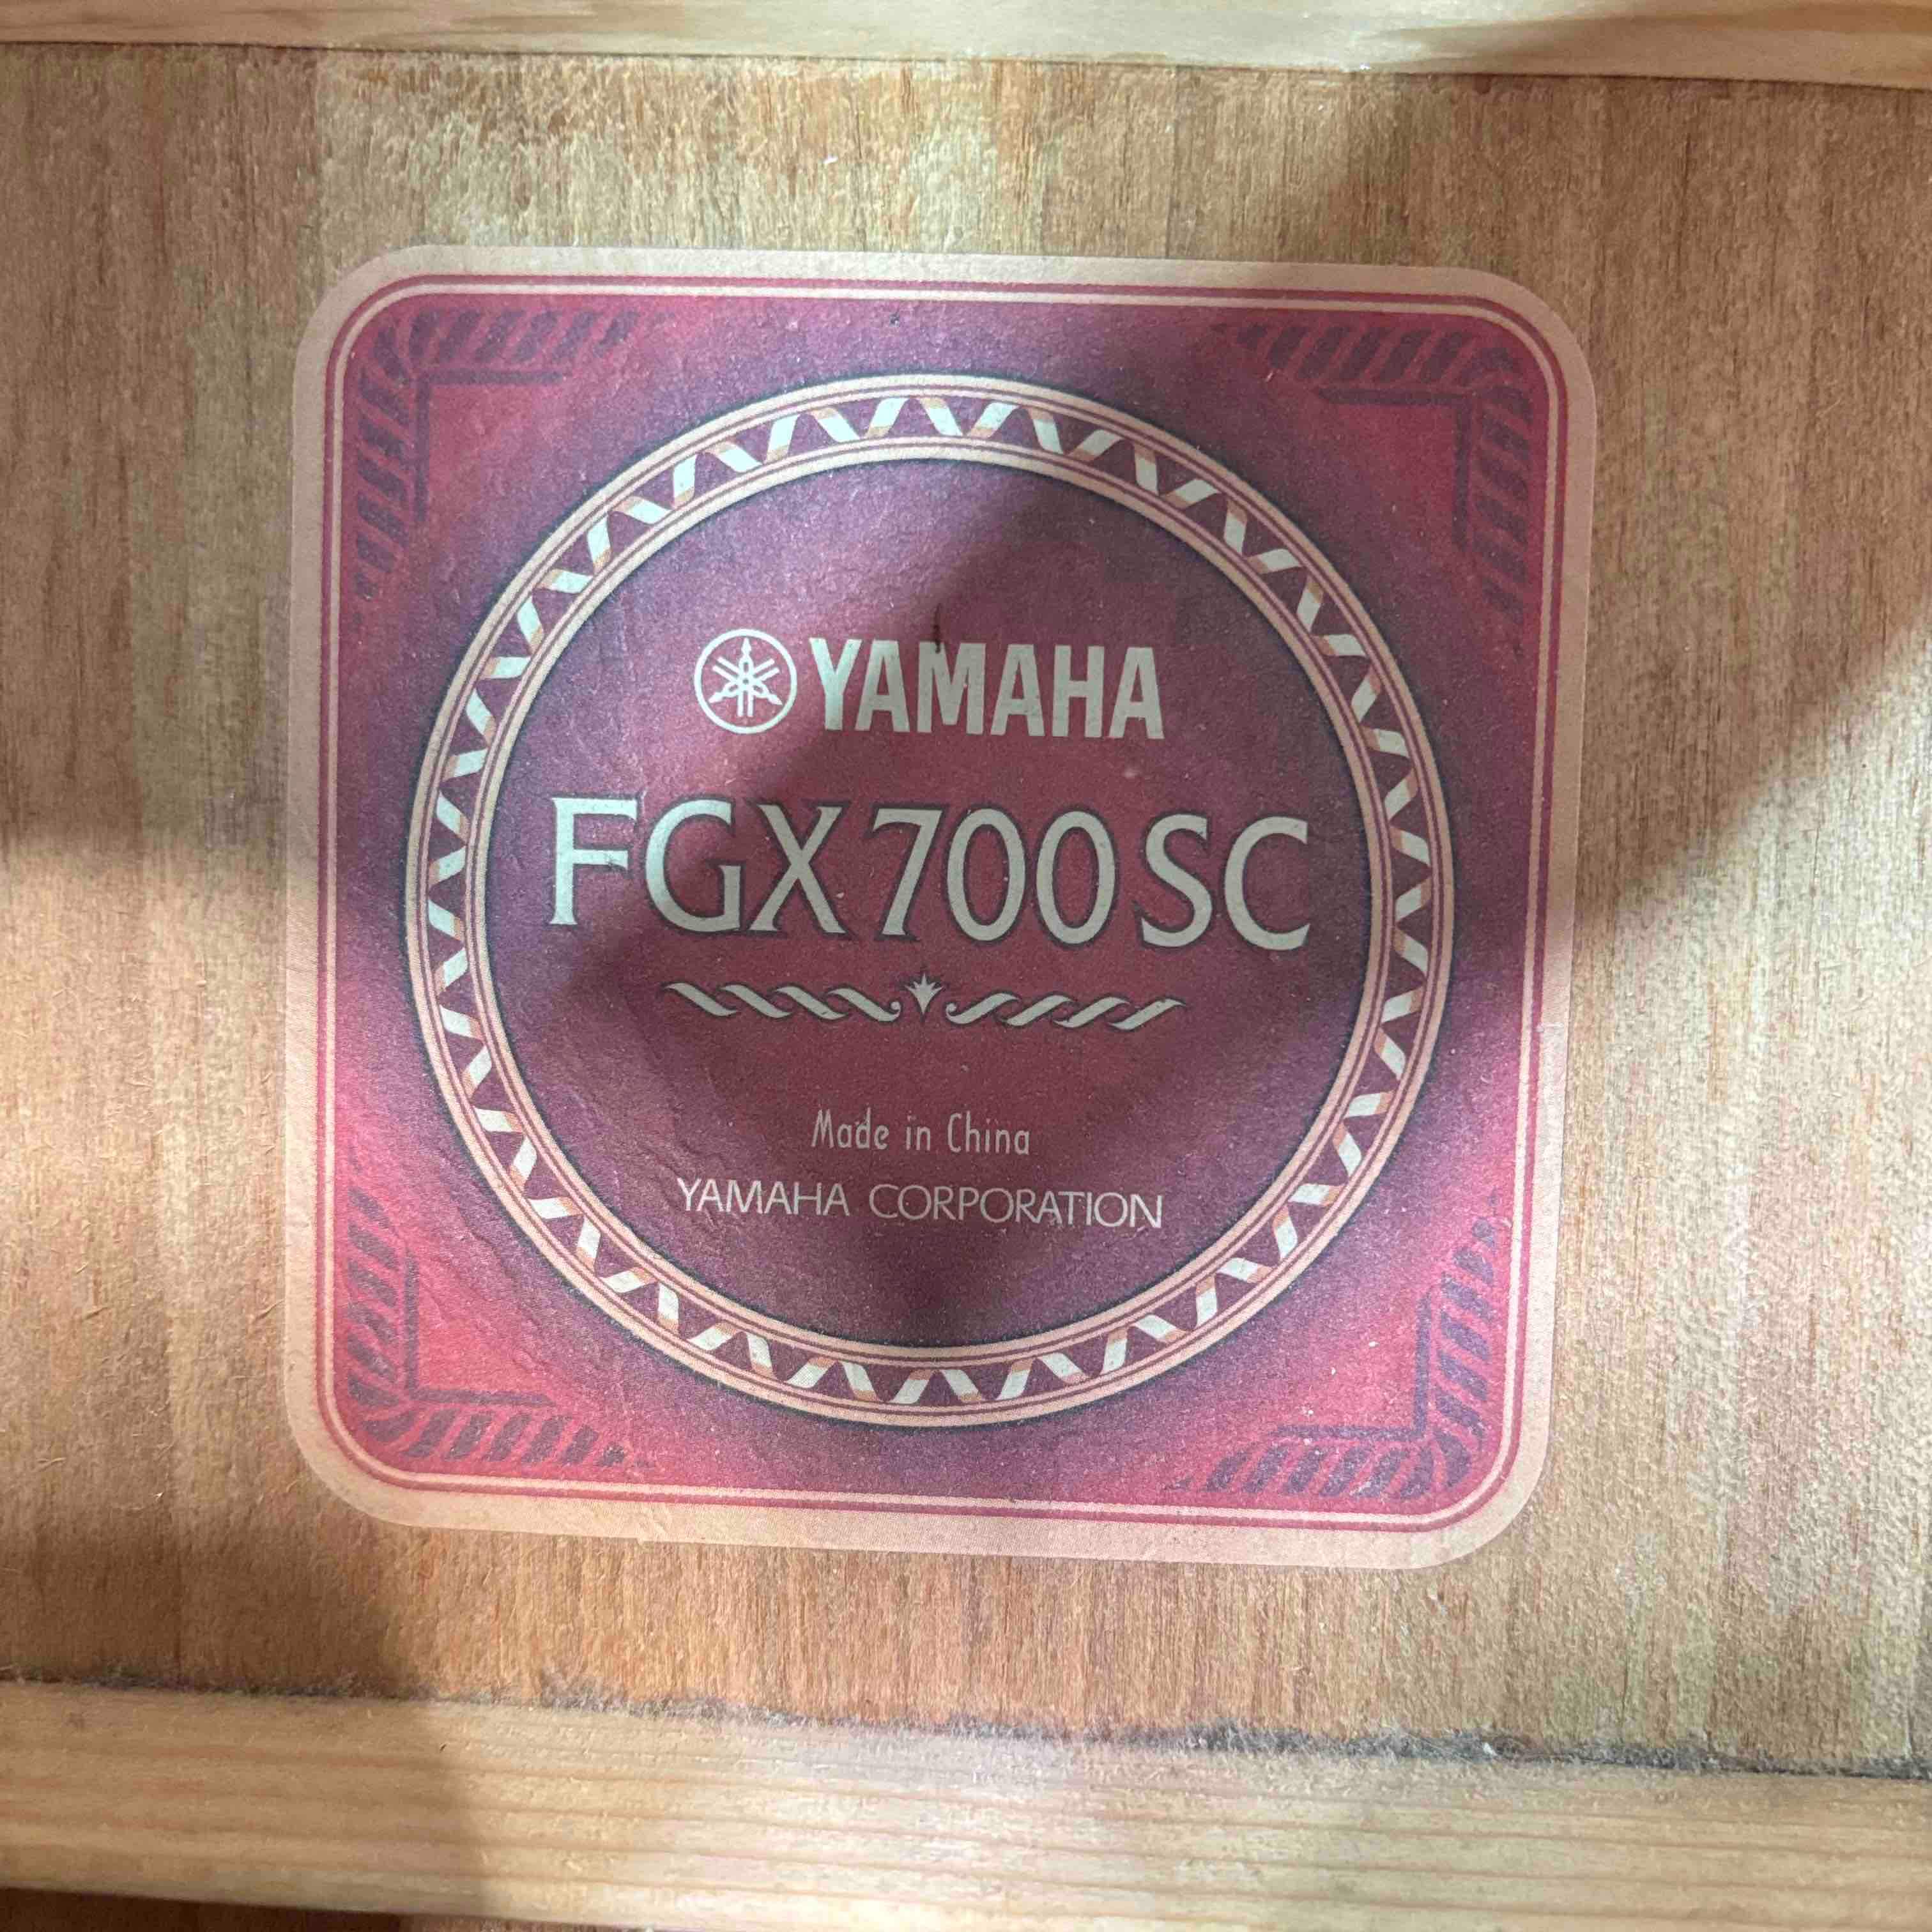 YAMAHA
FGX700SC
Made in China
YAMAHA CORPORATION